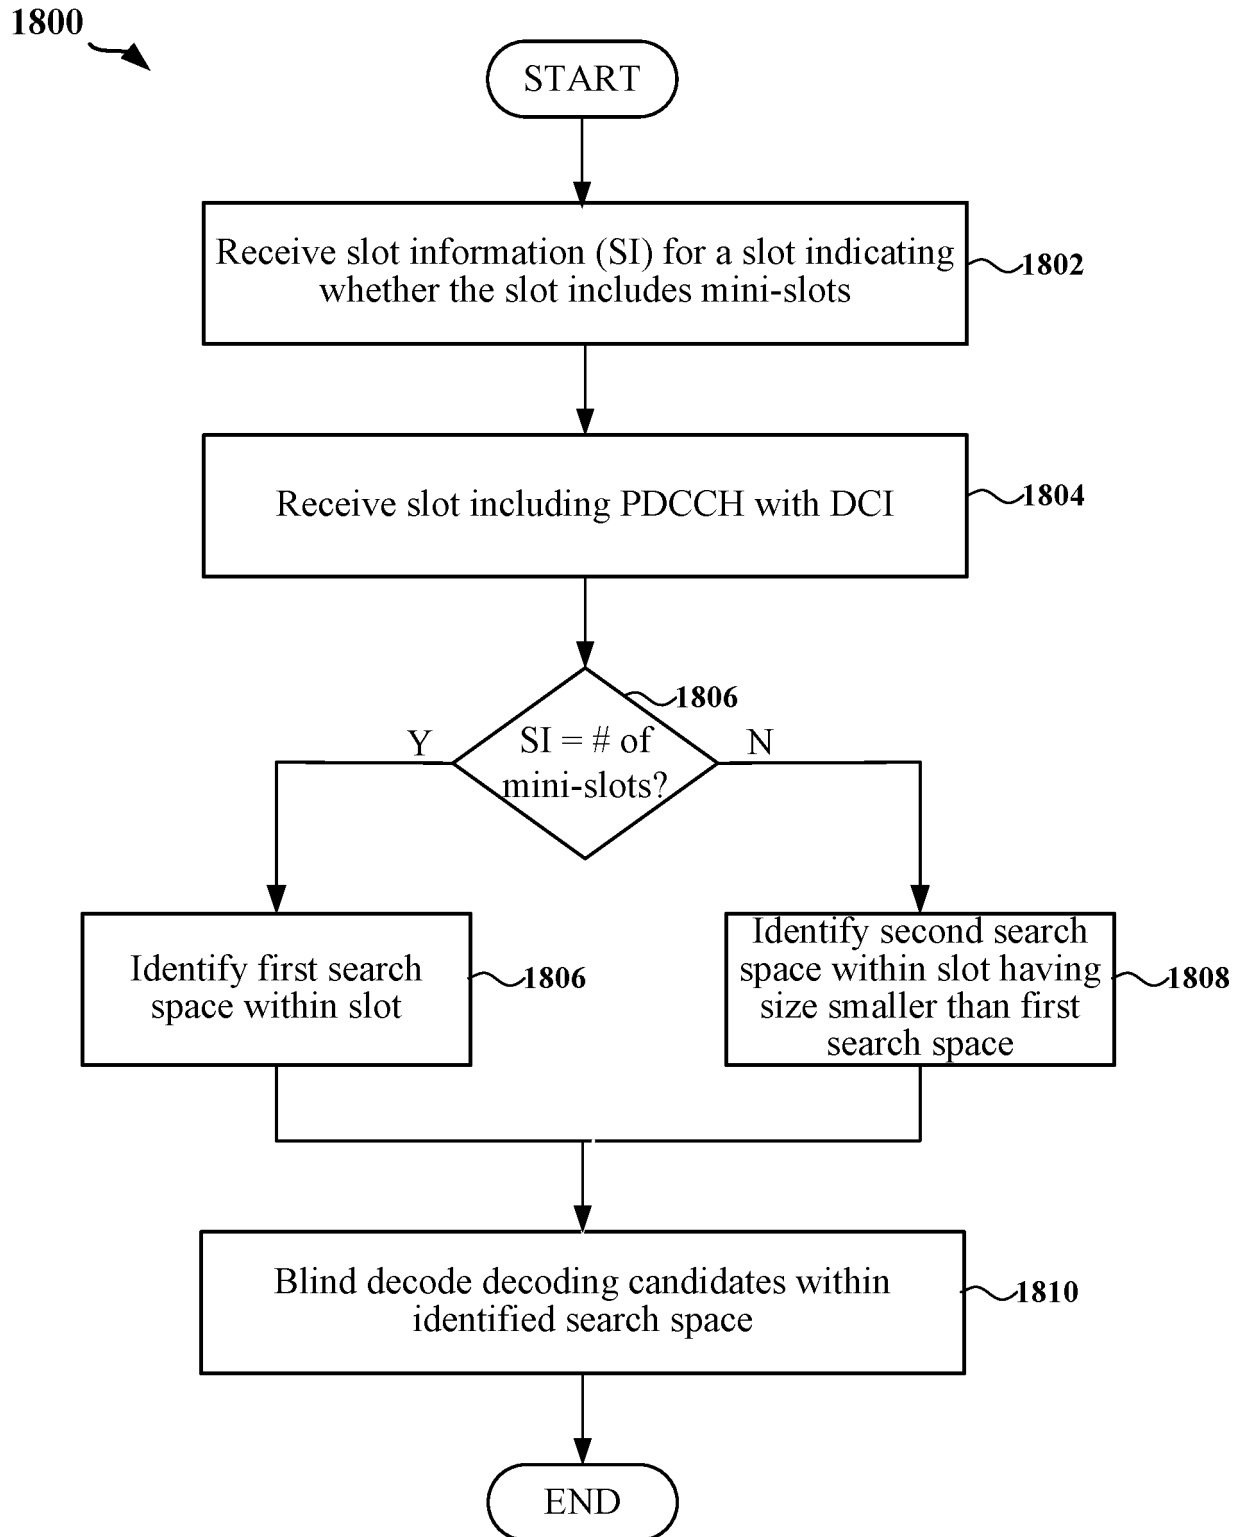 1800
START
Receive slot information (SI) for a slot indicating
whether the slot includes mini-slots
1802
Receive slot including PDCCH with DCI
1804
1806
SI = # of
mini-slots?
Y
N
Identify first search
space within slot
1806
Identify second search
space within slot having
size smaller than first
search space
1808
Blind decode decoding candidates within
identified search space
1810
END